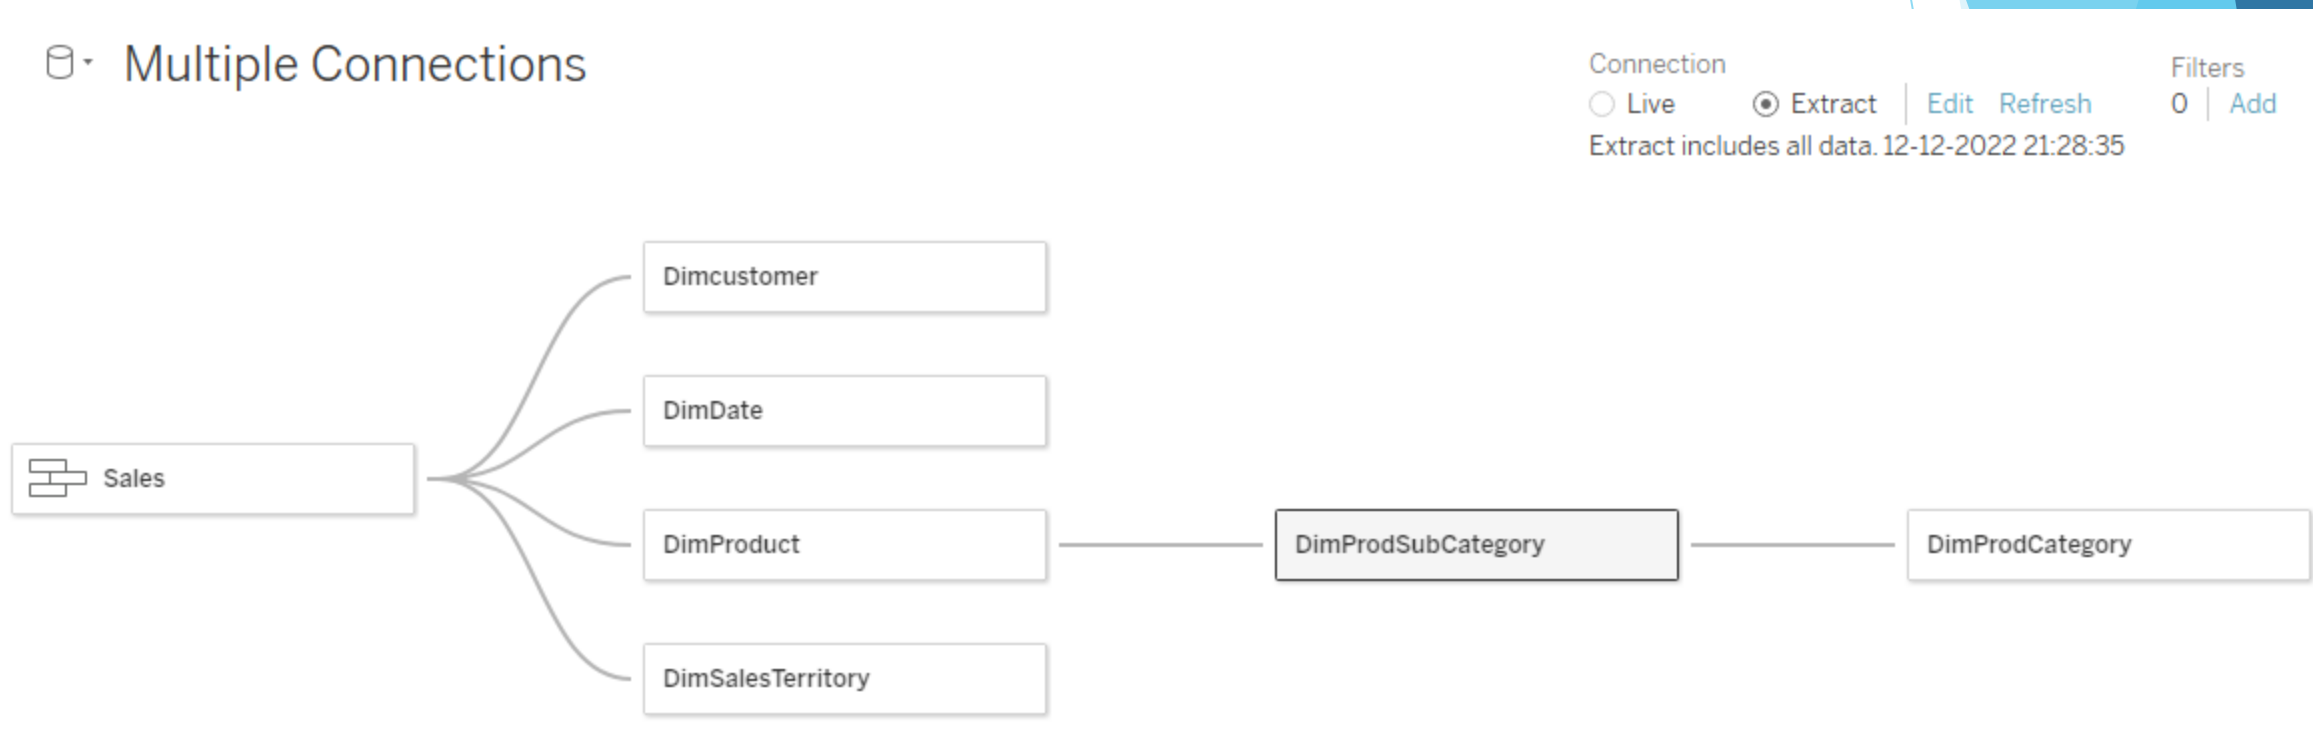 Multiple Connections
Connection
Live
Extract
Edit
Refresh
Filters
0
Add
Extract includes all data. 12-12-2022 21:28:35
Dimcustomer
DimDate
Sales
DimProduct
DimProdSubCategory
DimProdCategory
DimSalesTerritory